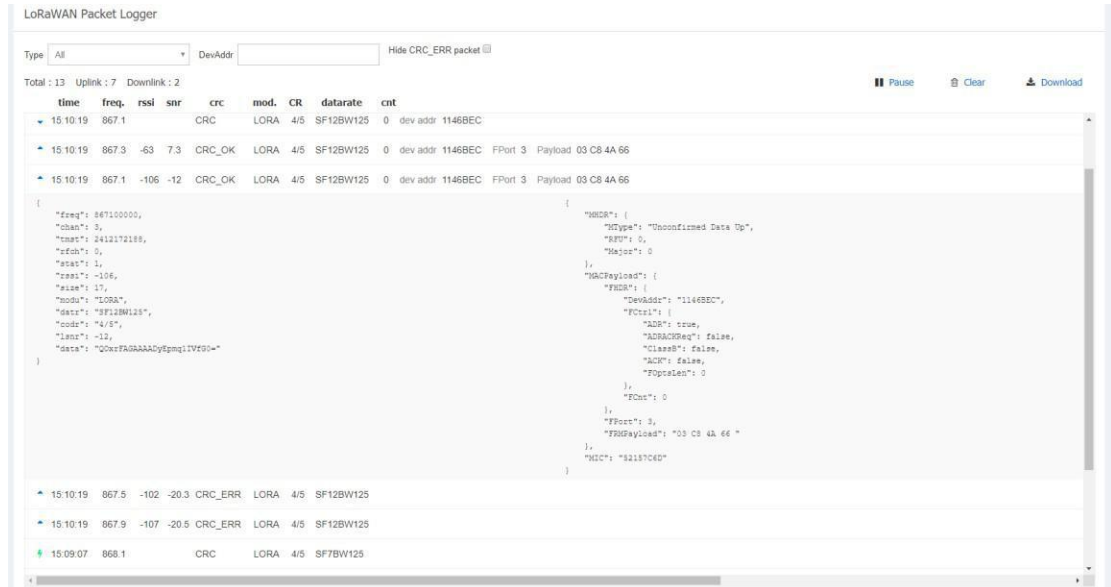 LoRaWAN Packet Logger
Type All DevAddr Hide CRC_ERR packet
Total : 13 Uplink : 7 Downlink : 2 Pause Clear Download
time freq. rssi snr crc mod. CR datarate cnt
15:10:19 867.1 CRC LORA 4/5 SF12BW125 0 dev addr 1146BEC
15:10:19 867.3 -63 7.3 CRC_OK LORA 4/5 SF12BW125 0 dev addr 1146BEC FPort 3 Payload 03 C8 4A 66
15:10:19 867.1 -106 -12 CRC_OK LORA 4/5 SF12BW125 0 dev addr 1146BEC FPort 3 Payload 03 C8 4A 66
{
"freq": 867100000,
"chan": 3,
"tmst": 2412172188,
"rfch": 0,
"stat": 1,
"rssi": -106,
"size": 17,
"modu": "LORA",
"datr": "SF12BW125",
"codr": "4/5",
"lsnr": -12,
"data":
}
{
"MHDR": {
"MType": "Unconfirmed Data Up",
"RFU": 0,
"Major": 0
},
"MACPayload": {
"FHDR": {
"DevAddr": "1146BEC",
"FCtrl": {
"ADR": true,
"ADRACKReq": false,
"ClassB": false,
"ACK": false,
"FOptsLen": 0
},
"FCnt": 0
},
"FPort": 3,
"FRMPayload": "03 C8 4A 66 "
},
"MIC": "52157C6D"
}
15:10:19 867.5 -102 -20.3 CRC_ERR LORA 4/5 SF12BW125
15:10:19 867.9 -107 -20.5 CRC_ERR LORA 4/5 SF12BW125
15:09:07 868.1 CRC LORA 4/5 SF7BW125